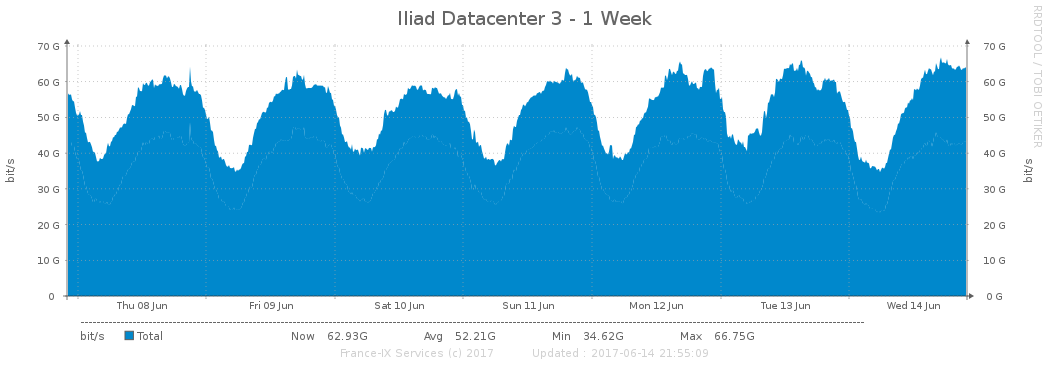 Iliad Datacenter 3 - 1 Week
RRDTOOL / TOBI OETIKER
bit/s
70 G 70 G
60 G 60 G
50 G 50 G
40 G 40 G
30 G 30 G
20 G 20 G
10 G 10 G
0 0 G
bit/s
Thu 08 Jun Fri 09 Jun Sat 10 Jun Sun 11 Jun Mon 12 Jun Tue 13 Jun Wed 14 Jun
bit/s Total Now 62.93G Avg 52.21G Min 34.62G Max 66.75G
France-IX Services (c) 2017 Updated : 2017-06-14 21:55:09